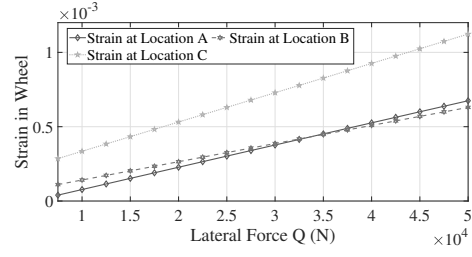 ×10⁻³
Strain at Location A
Strain at Location B
Strain at Location C
Strain in Wheel
1
0.5
0
1
1.5
2
2.5
3
3.5
4
4.5
5
×10⁴
Lateral Force Q (N)